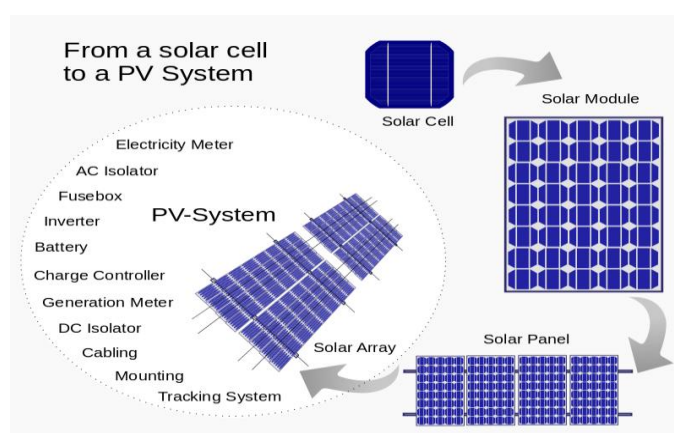 From a solar cell
to a PV System
Solar Cell
Solar Module
Solar Panel
Solar Array
PV-System
Electricity Meter
AC Isolator
Fusebox
Inverter
Battery
Charge Controller
Generation Meter
DC Isolator
Cabling
Mounting
Tracking System